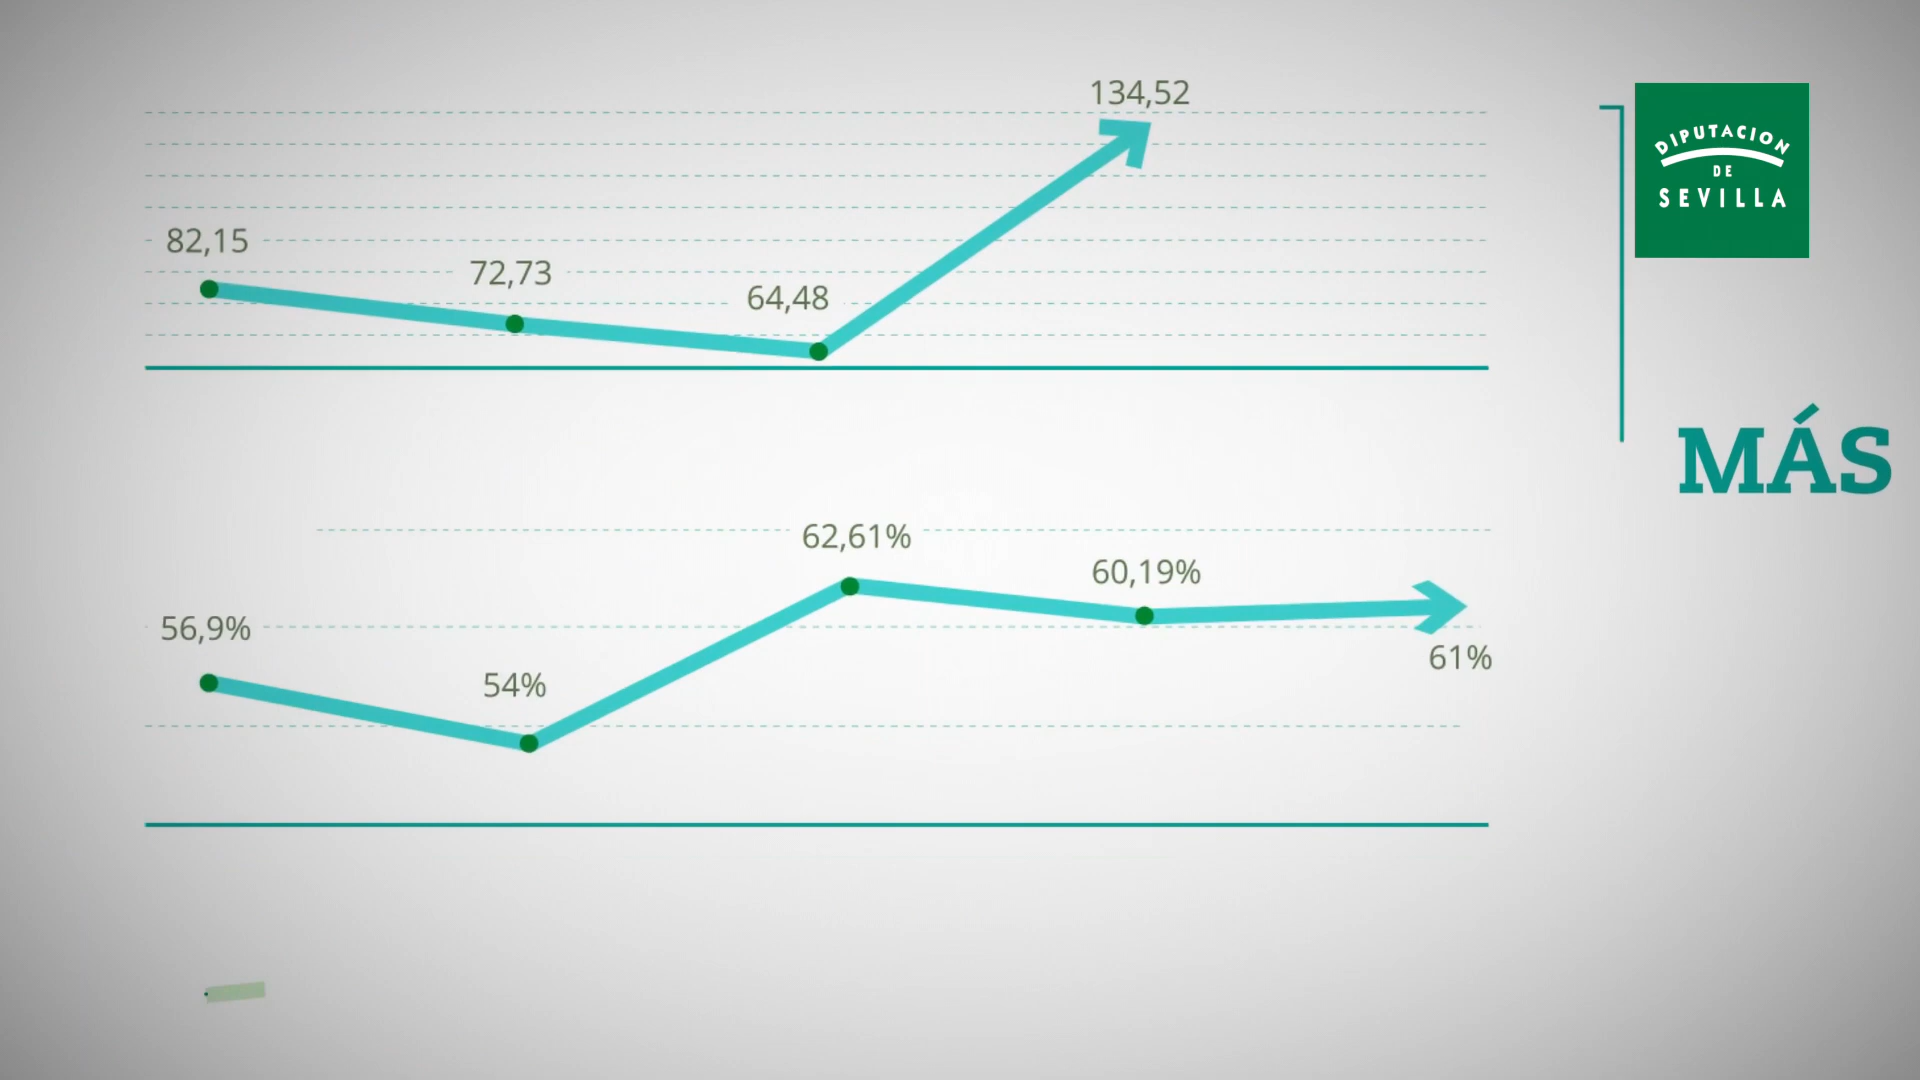 134,52
82,15
72,73
64,48
DIPUTACION
DE
SEVILLA
MÁS
62,61%
60,19%
56,9%
54%
61%